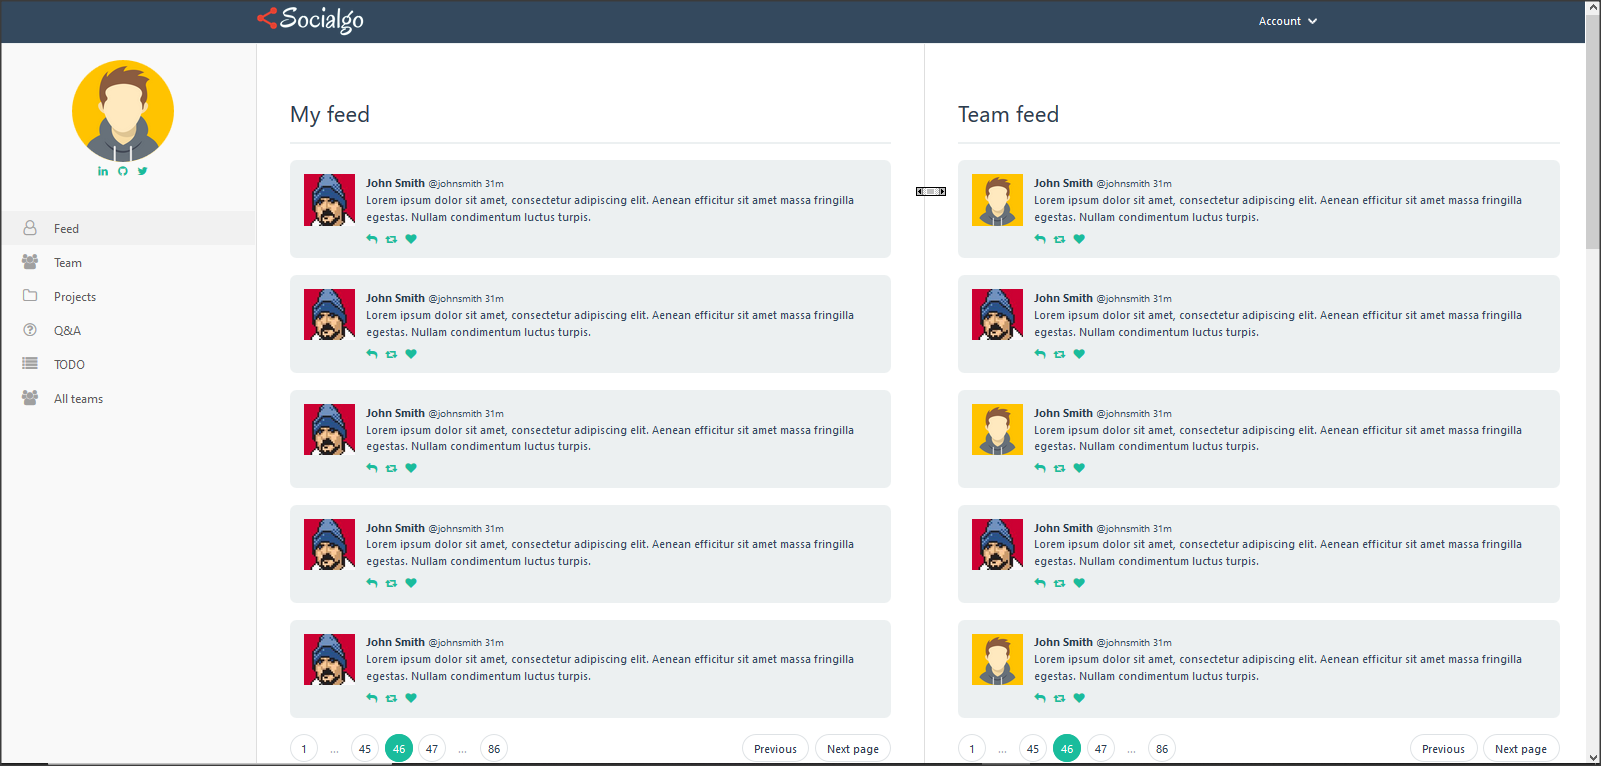 Socialgo
Account
Feed
Team
Projects
Q&A
TODO
All teams
My feed
John Smith @johnsmith 31m
Lorem ipsum dolor sit amet, consectetur adipiscing elit. Aenean efficitur sit amet massa fringilla
egestas. Nullam condimentum luctus turpis.
John Smith @johnsmith 31m
Lorem ipsum dolor sit amet, consectetur adipiscing elit. Aenean efficitur sit amet massa fringilla
egestas. Nullam condimentum luctus turpis.
John Smith @johnsmith 31m
Lorem ipsum dolor sit amet, consectetur adipiscing elit. Aenean efficitur sit amet massa fringilla
egestas. Nullam condimentum luctus turpis.
John Smith @johnsmith 31m
Lorem ipsum dolor sit amet, consectetur adipiscing elit. Aenean efficitur sit amet massa fringilla
egestas. Nullam condimentum luctus turpis.
John Smith @johnsmith 31m
Lorem ipsum dolor sit amet, consectetur adipiscing elit. Aenean efficitur sit amet massa fringilla
egestas. Nullam condimentum luctus turpis.
1 ... 45 46 47 ... 86 Previous Next page
Team feed
John Smith @johnsmith 31m
Lorem ipsum dolor sit amet, consectetur adipiscing elit. Aenean efficitur sit amet massa fringilla
egestas. Nullam condimentum luctus turpis.
John Smith @johnsmith 31m
Lorem ipsum dolor sit amet, consectetur adipiscing elit. Aenean efficitur sit amet massa fringilla
egestas. Nullam condimentum luctus turpis.
John Smith @johnsmith 31m
Lorem ipsum dolor sit amet, consectetur adipiscing elit. Aenean efficitur sit amet massa fringilla
egestas. Nullam condimentum luctus turpis.
John Smith @johnsmith 31m
Lorem ipsum dolor sit amet, consectetur adipiscing elit. Aenean efficitur sit amet massa fringilla
egestas. Nullam condimentum luctus turpis.
John Smith @johnsmith 31m
Lorem ipsum dolor sit amet, consectetur adipiscing elit. Aenean efficitur sit amet massa fringilla
egestas. Nullam condimentum luctus turpis.
1 ... 45 46 47 ... 86 Previous Next page